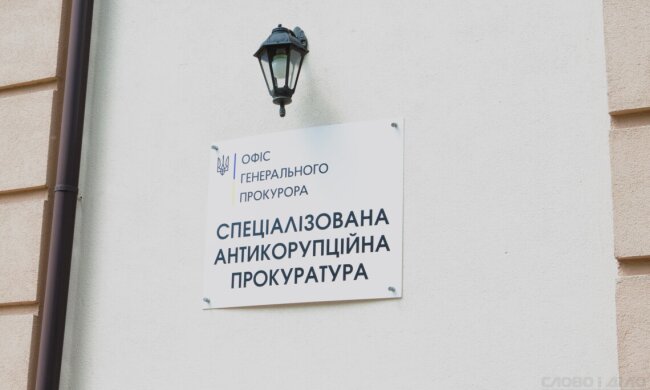 ОФІС
ГЕНЕРАЛЬНОГО
ПРОКУРОРА
СПЕЦІАЛІЗОВАНА
АНТИКОРУПЦІЙНА
ПРОКУРАТУРА
СЛОВО І ДІЛО